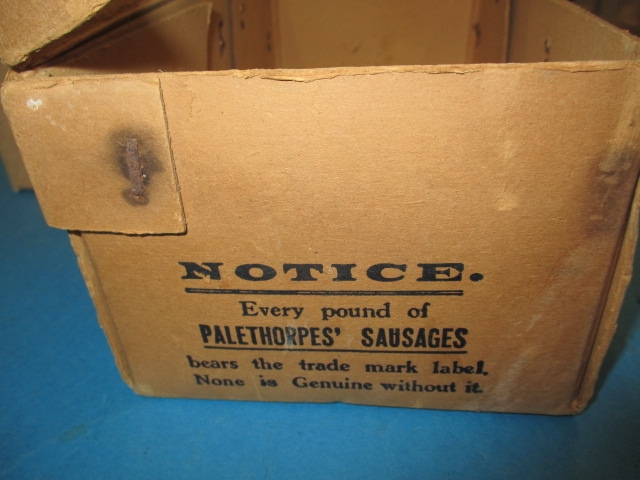 NOTICE.
Every pound of
PALETHORPES' SAUSAGES
bears the trade mark label.
None is Genuine without it.